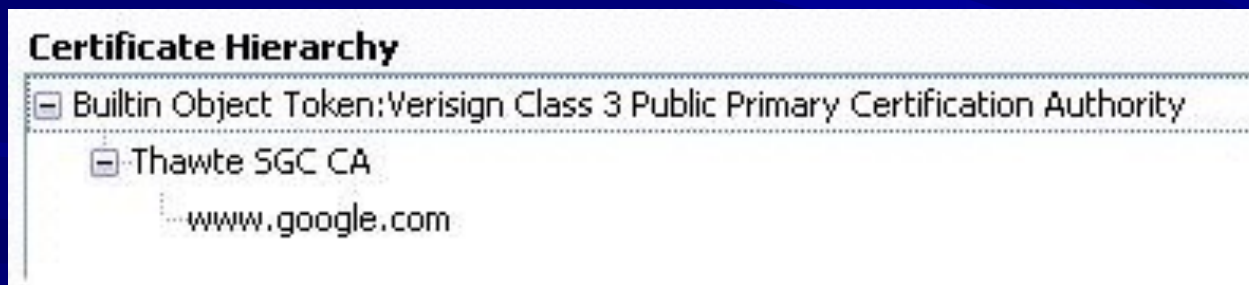 Certificate Hierarchy
Builtin Object Token:Verisign Class 3 Public Primary Certification Authority
Thawte SGC CA
www.google.com